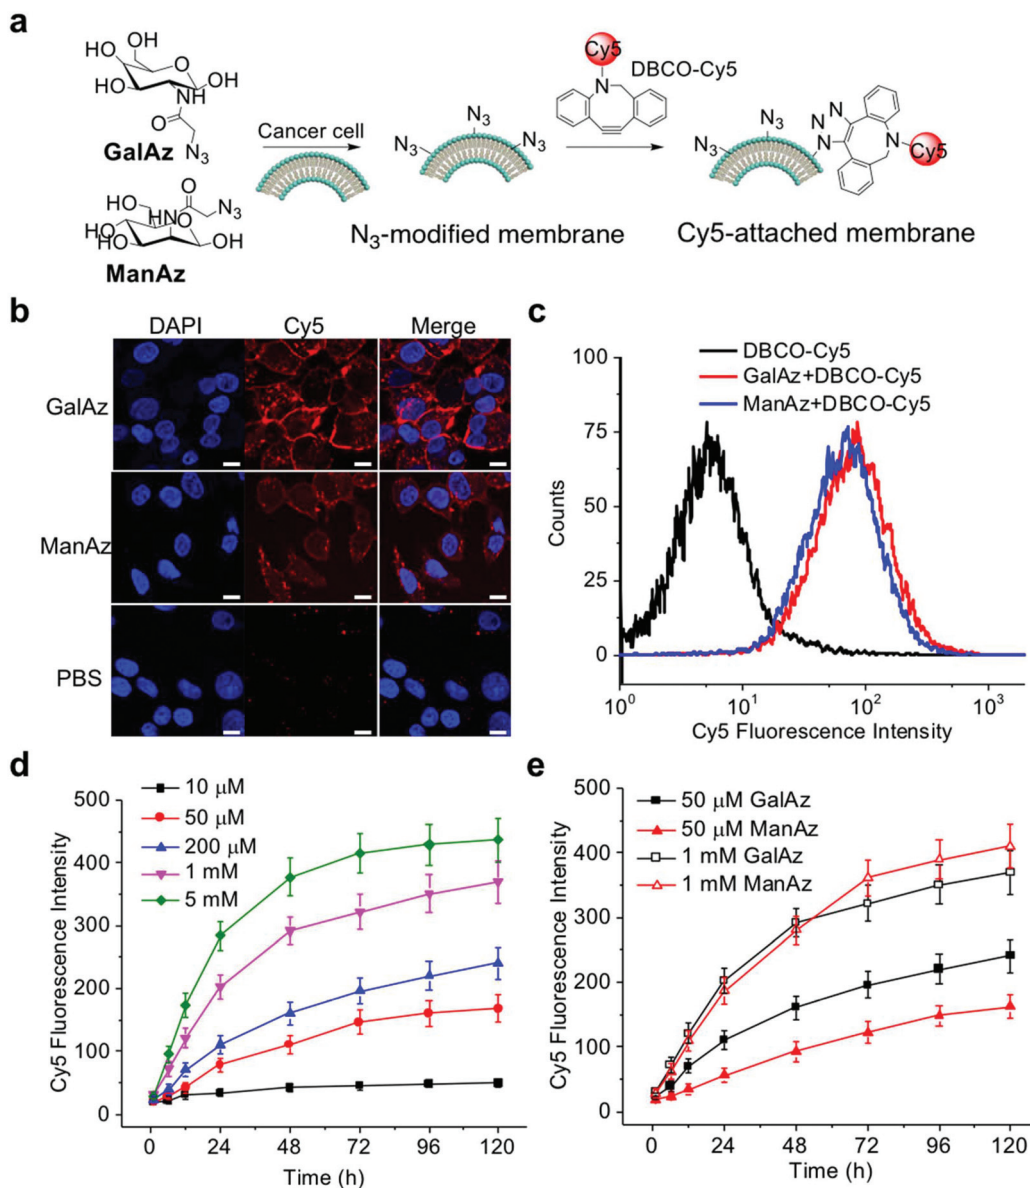 a
OH
HO
O
HO
OH
NH
O
N3
GalAz
HO
HN
O
N3
HO
O
HO
OH
ManAz
Cancer cell
N3
N3
N3
N3-modified membrane
Cy5
N
DBCO-Cy5
N3
N3
N
N
N
N
Cy5
Cy5-attached membrane
b
DAPI Cy5 Merge
GalAz
ManAz
PBS
c
DBCO-Cy5
GalAz+DBCO-Cy5
ManAz+DBCO-Cy5
100
75
50
25
0
Counts
10^0 10^1 10^2 10^3
Cy5 Fluorescence Intensity
d
10 μM
50 μM
200 μM
1 mM
5 mM
500
400
300
200
100
0
Cy5 Fluorescence Intensity
0 24 48 72 96 120
Time (h)
e
50 μM GalAz
50 μM ManAz
1 mM GalAz
1 mM ManAz
500
400
300
200
100
0
Cy5 Fluorescence Intensity
0 24 48 72 96 120
Time (h)